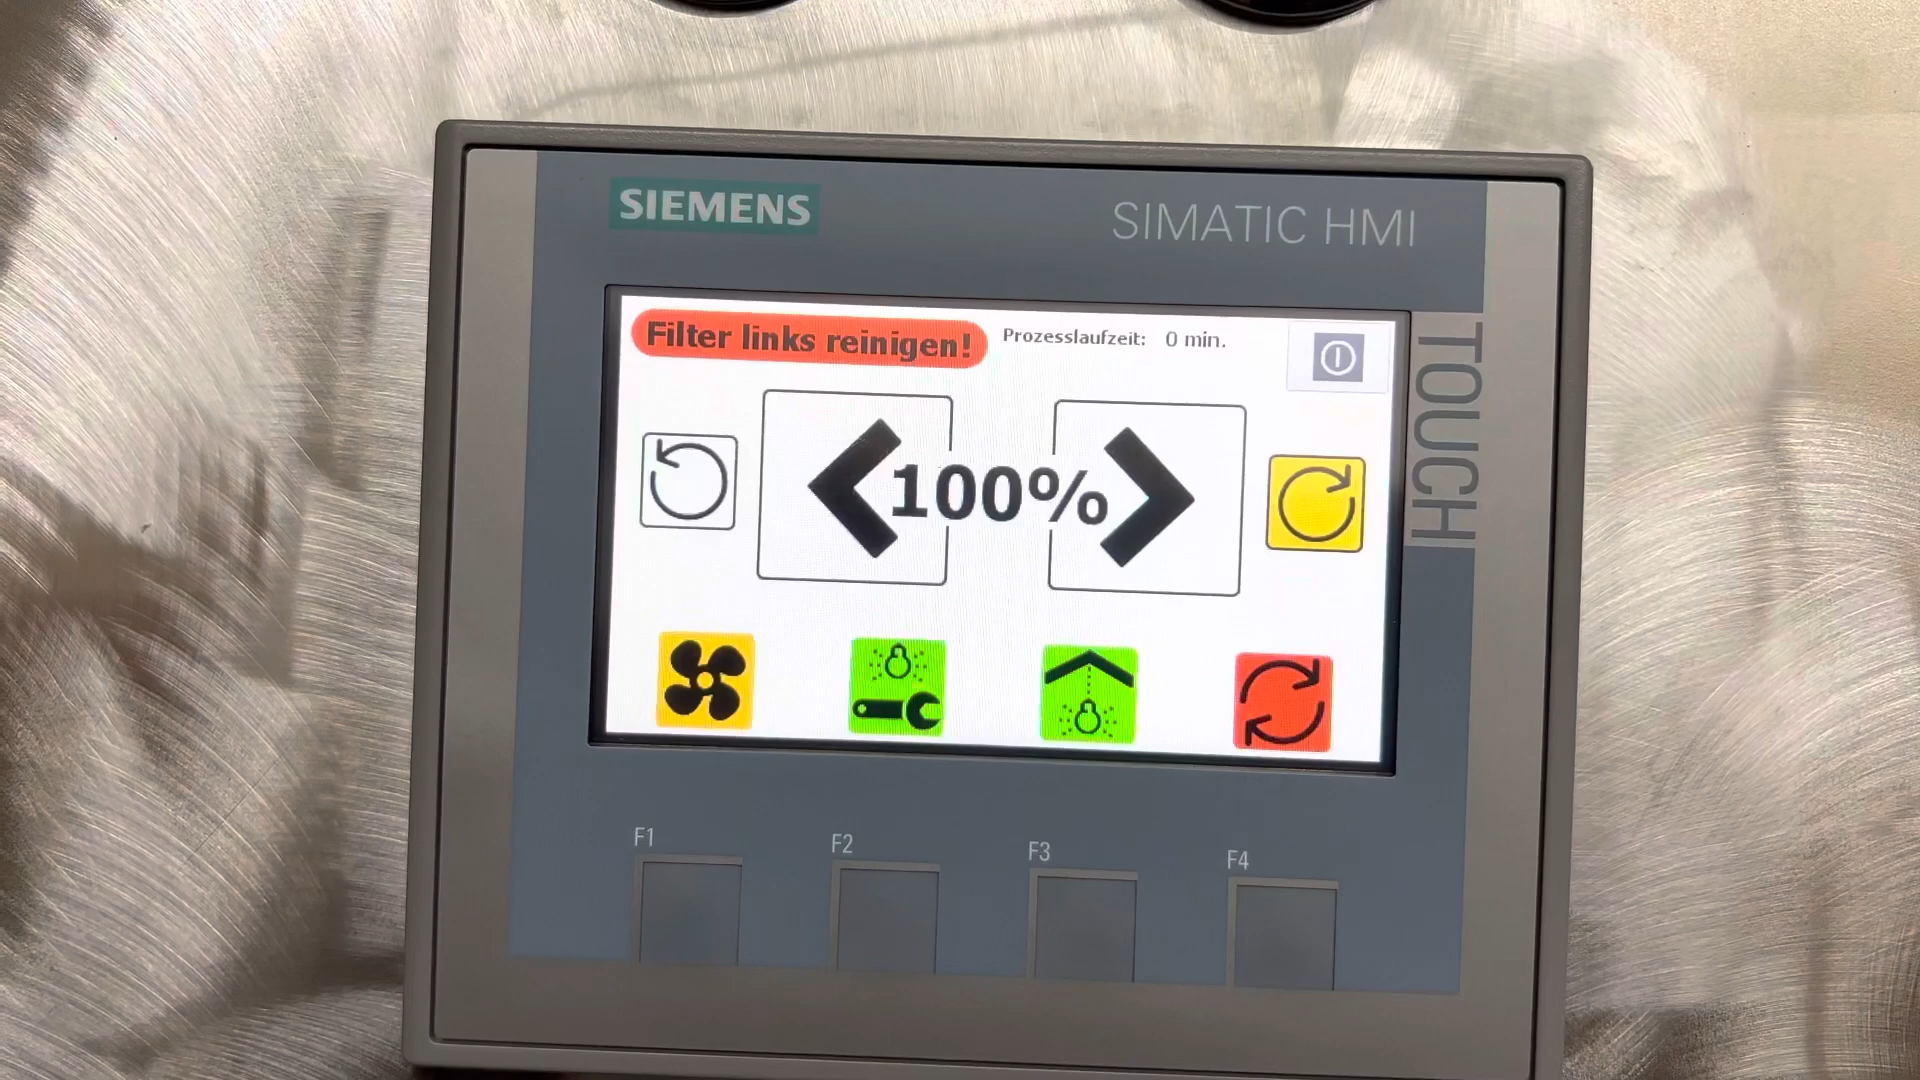 SIEMENS
SIMATIC HMI
TOUCH
Filter links reinigen!
Prozesslaufzeit: 0 min.
100%
F1
F2
F3
F4